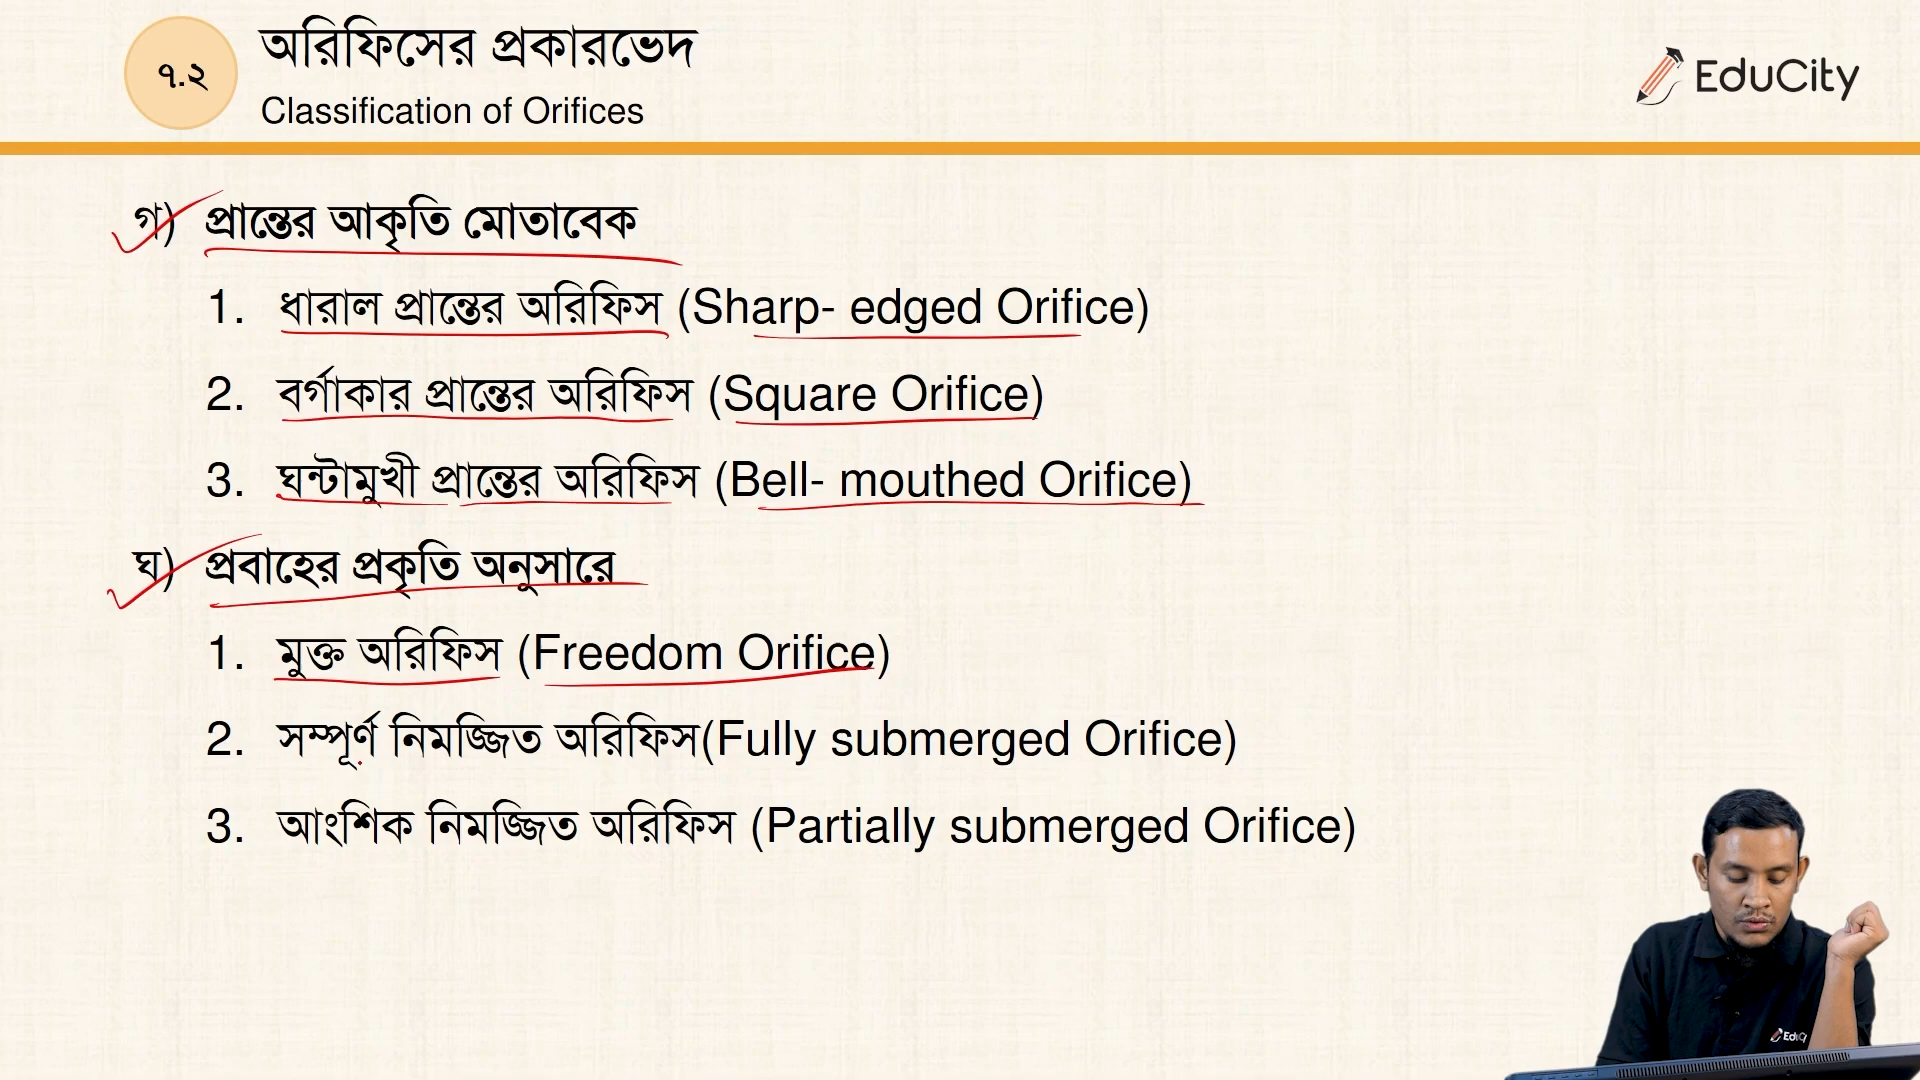 ৭.২
অরিফিসের প্রকারভেদ
Classification of Orifices
EduCity
গ) প্রান্তের আকৃতি মোতাবেক
1. ধারাল প্রান্তের অরিফিস (Sharp- edged Orifice)
2. বর্গাকার প্রান্তের অরিফিস (Square Orifice)
3. ঘন্টামুখী প্রান্তের অরিফিস (Bell- mouthed Orifice)
ঘ) প্রবাহের প্রকৃতি অনুসারে
1. মুক্ত অরিফিস (Freedom Orifice)
2. সম্পূর্ণ নিমজ্জিত অরিফিস(Fully submerged Orifice)
3. আংশিক নিমজ্জিত অরিফিস (Partially submerged Orifice)